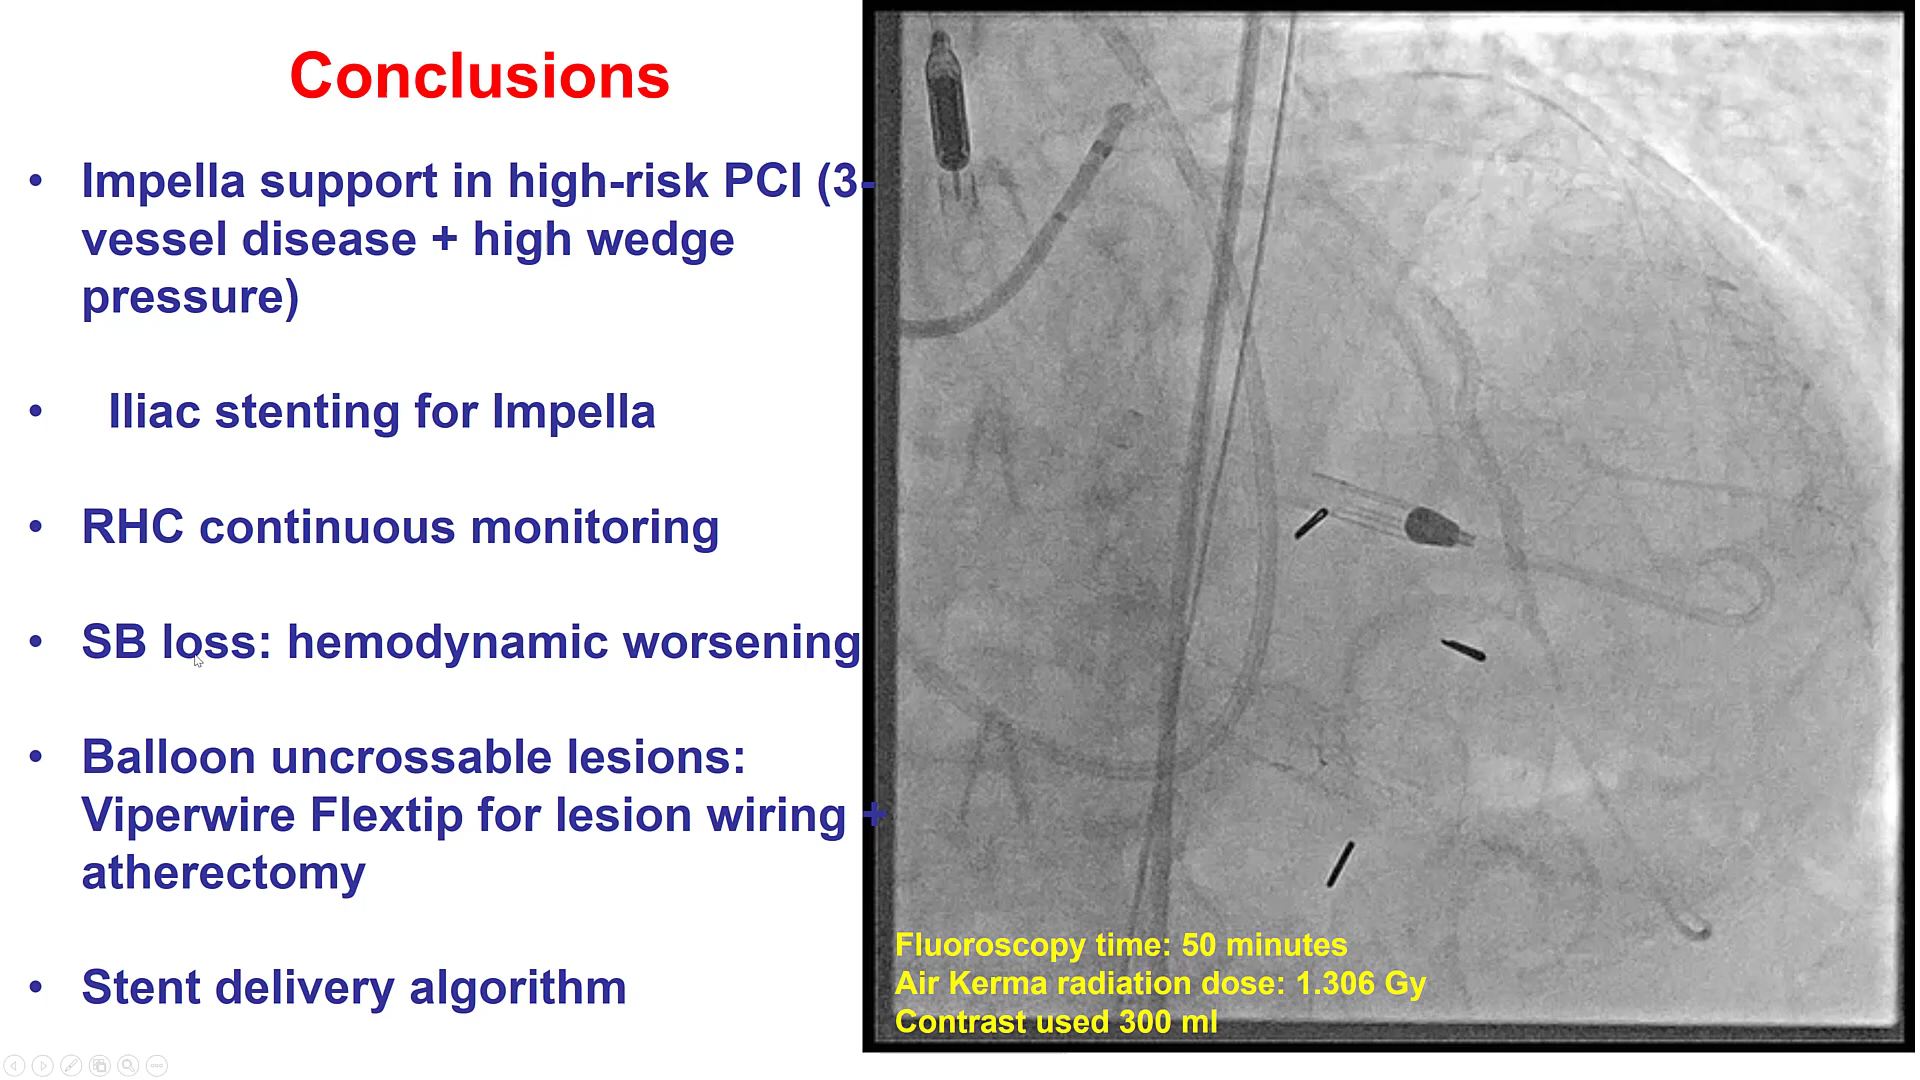 Conclusions
• Impella support in high-risk PCI (3-
vessel disease + high wedge
pressure)
• Iliac stenting for Impella
• RHC continuous monitoring
• SB loss: hemodynamic worsening
• Balloon uncrossable lesions:
Viperwire Flextip for lesion wiring +
atherectomy
• Stent delivery algorithm
Fluoroscopy time: 50 minutes
Air Kerma radiation dose: 1.306 Gy
Contrast used 300 ml